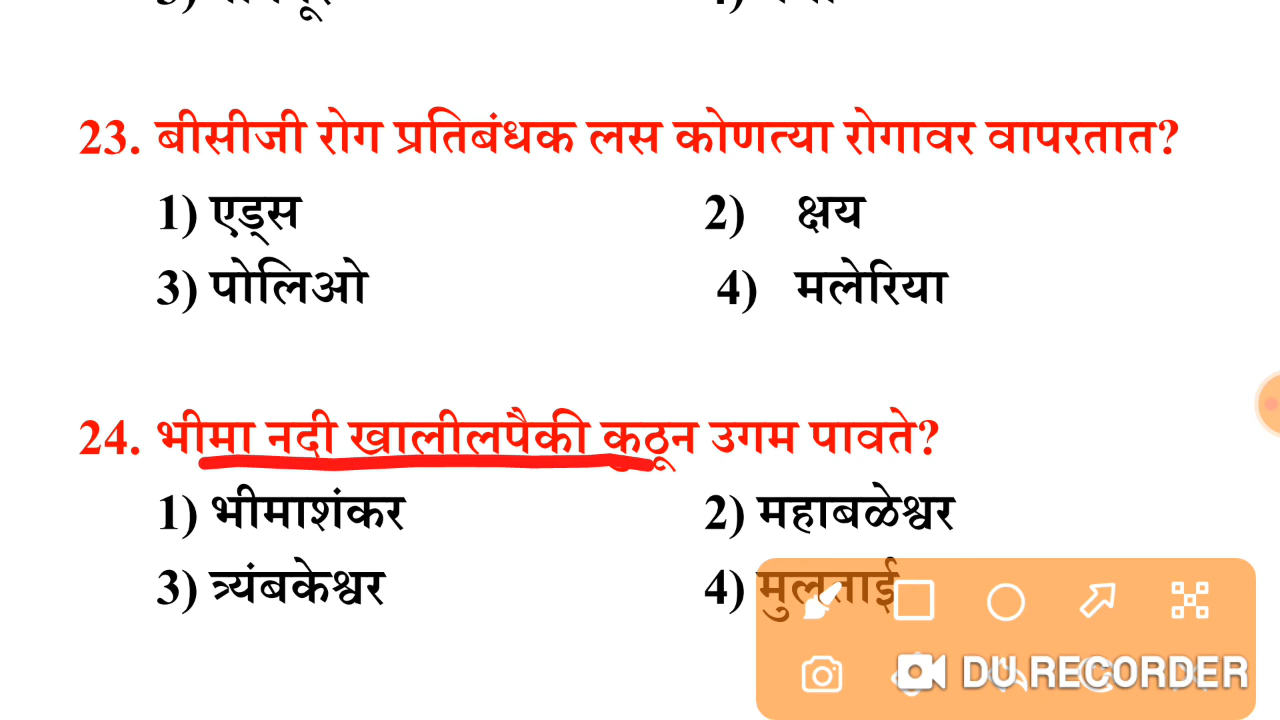 23. बीसीजी रोग प्रतिबंधक लस कोणत्या रोगावर वापरतात?
1) एड्स 2) क्षय
3) पोलिओ 4) मलेरिया
24. भीमा नदी खालीलपैकी कठून उगम पावते?
1) भीमाशंकर 2) महाबळेश्वर
3) त्र्यंबकेश्वर 4) मुलताई
DU RECORDER